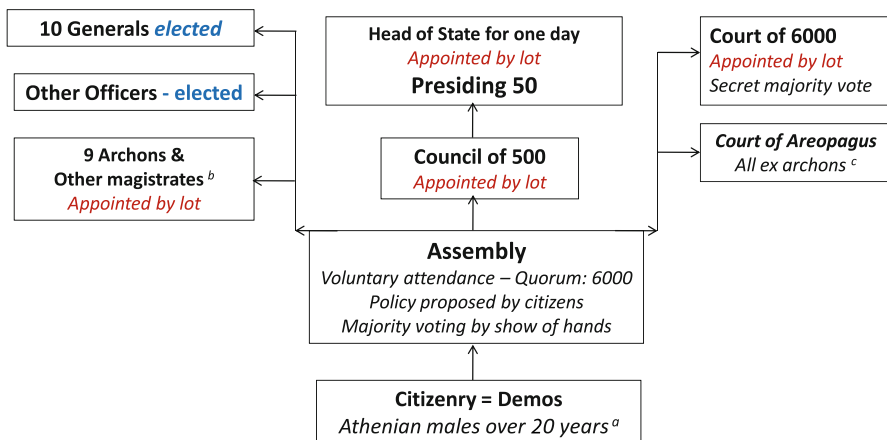 10 Generals elected
Other Officers - elected
9 Archons &
Other magistrates b
Appointed by lot
Head of State for one day
Appointed by lot
Presiding 50
Council of 500
Appointed by lot
Court of 6000
Appointed by lot
Secret majority vote
Court of Areopagus
All ex archons c
Assembly
Voluntary attendance – Quorum: 6000
Policy proposed by citizens
Majority voting by show of hands
Citizenry = Demos
Athenian males over 20 years a